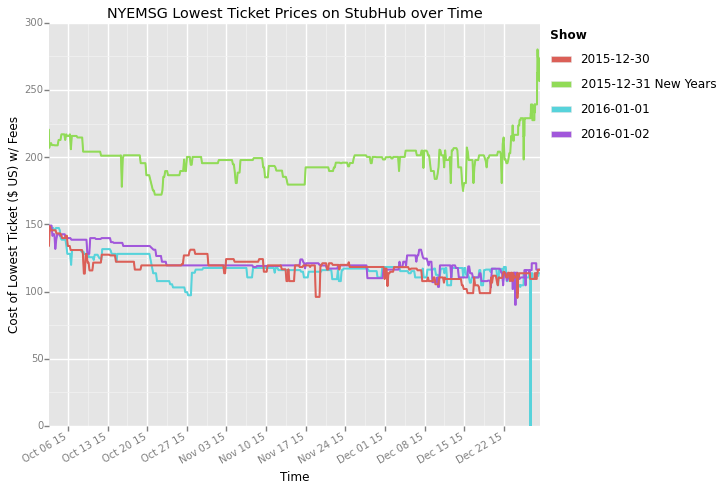 NYEMSG Lowest Ticket Prices on StubHub over Time
Cost of Lowest Ticket ($ US) w/ Fees
300
250
200
150
100
50
0
Oct 06 15
Oct 13 15
Oct 20 15
Oct 27 15
Nov 03 15
Nov 10 15
Nov 17 15
Nov 24 15
Dec 01 15
Dec 08 15
Dec 15 15
Dec 22 15
Time
Show
2015-12-30
2015-12-31 New Years
2016-01-01
2016-01-02